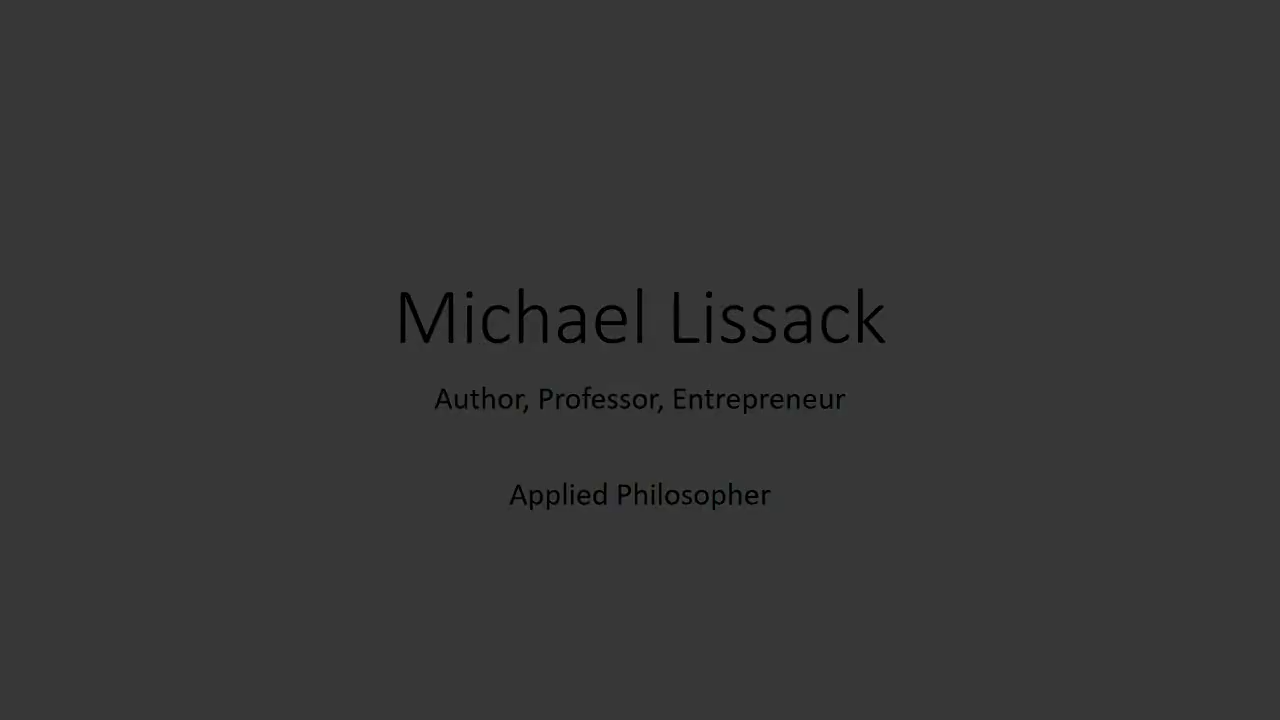 Michael Lissack
Author, Professor, Entrepreneur
Applied Philosopher